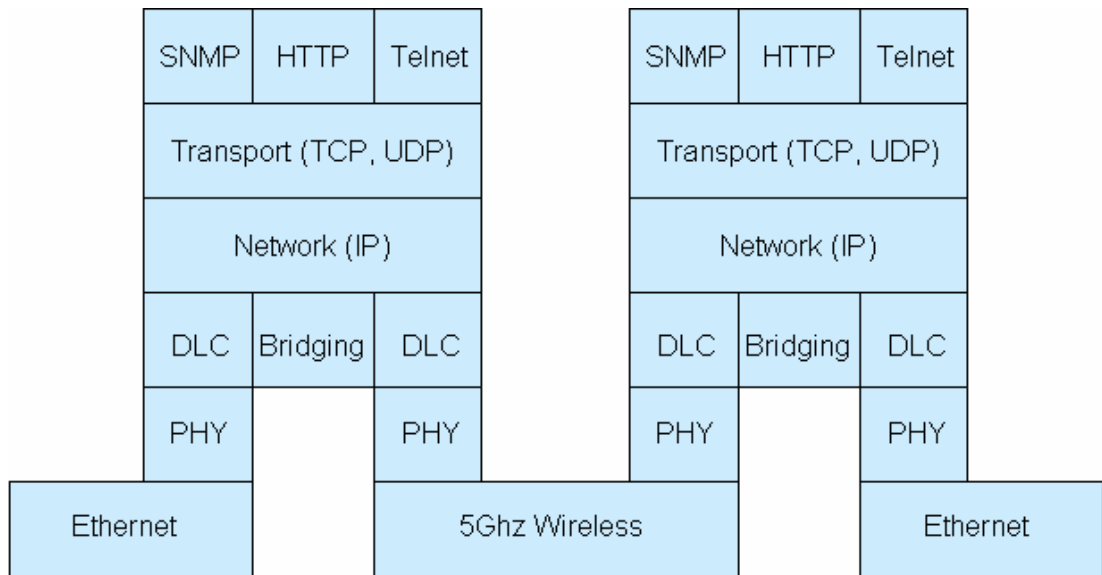 SNMP HTTP Telnet SNMP HTTP Telnet
Transport (TCP, UDP) Transport (TCP, UDP)
Network (IP) Network (IP)
DLC Bridging DLC DLC Bridging DLC
PHY PHY PHY PHY
Ethernet 5Ghz Wireless Ethernet